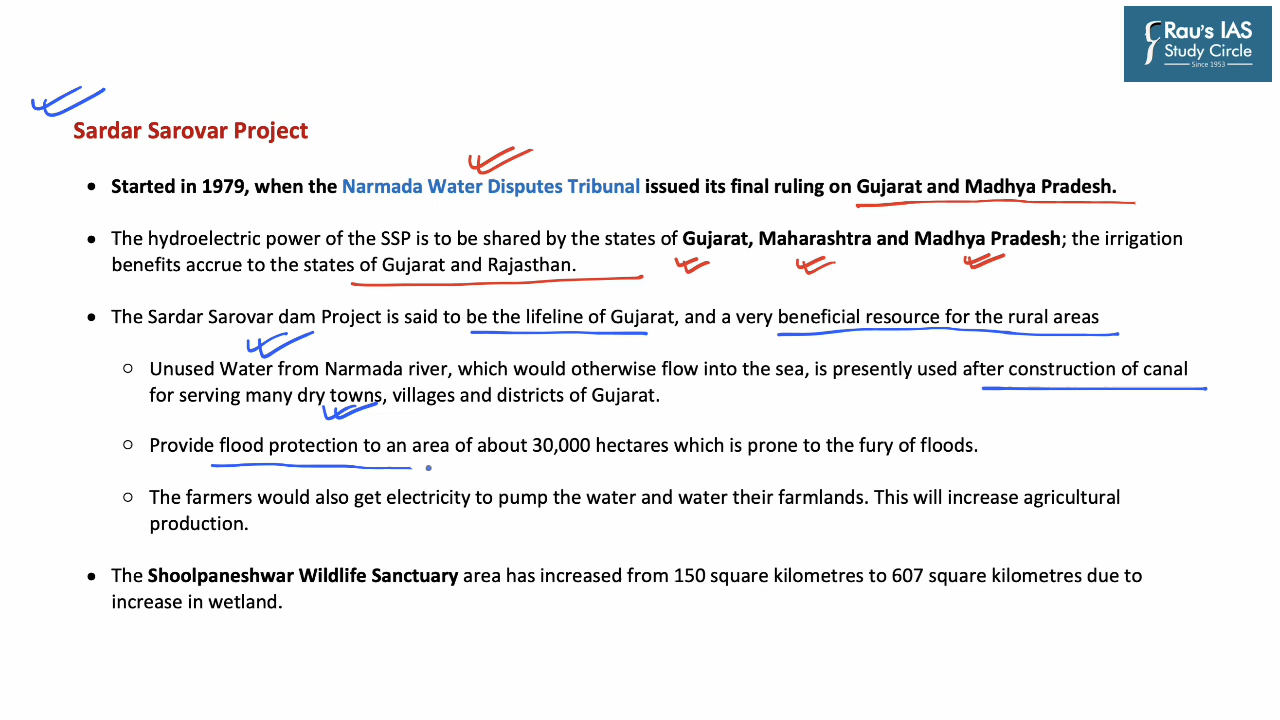 Rau's IAS
Study Circle
Since 1953
Sardar Sarovar Project
• Started in 1979, when the Narmada Water Disputes Tribunal issued its final ruling on Gujarat and Madhya Pradesh.
• The hydroelectric power of the SSP is to be shared by the states of Gujarat, Maharashtra and Madhya Pradesh; the irrigation
benefits accrue to the states of Gujarat and Rajasthan.
• The Sardar Sarovar dam Project is said to be the lifeline of Gujarat, and a very beneficial resource for the rural areas
○ Unused Water from Narmada river, which would otherwise flow into the sea, is presently used after construction of canal
for serving many dry towns, villages and districts of Gujarat.
○ Provide flood protection to an area of about 30,000 hectares which is prone to the fury of floods.
○ The farmers would also get electricity to pump the water and water their farmlands. This will increase agricultural
production.
• The Shoolpaneshwar Wildlife Sanctuary area has increased from 150 square kilometres to 607 square kilometres due to
increase in wetland.